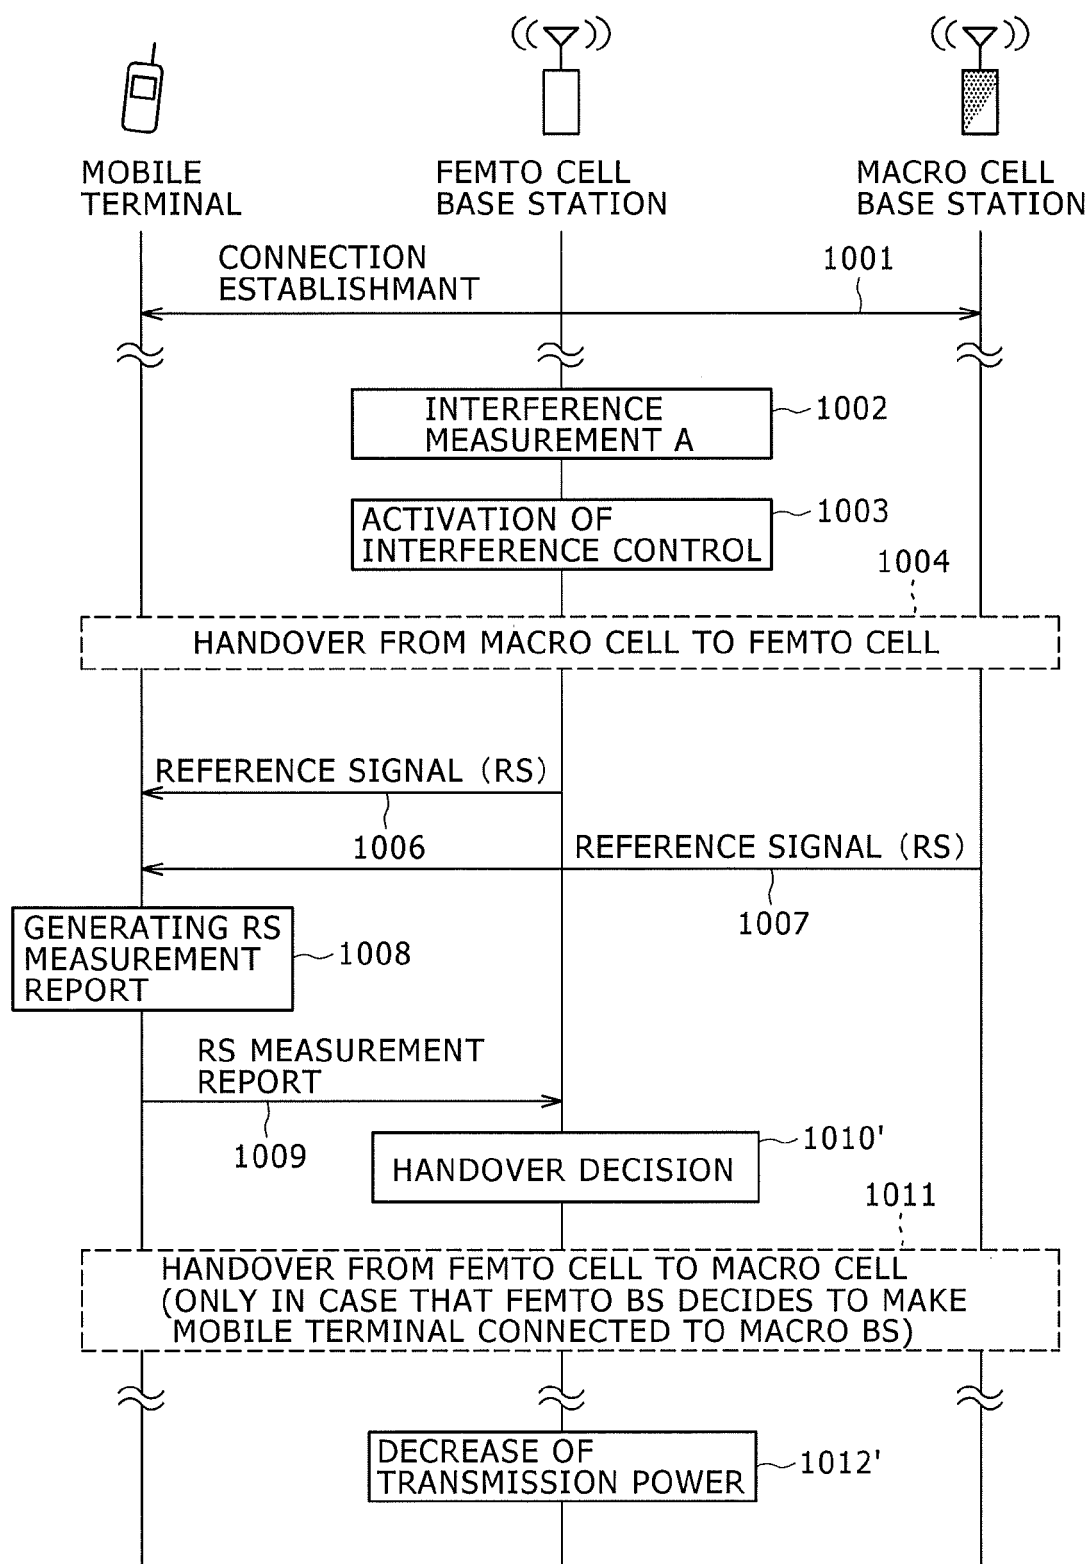 MOBILE
TERMINAL
FEMTO CELL
BASE STATION
MACRO CELL
BASE STATION
CONNECTION
ESTABLISHMANT
1001
INTERFERENCE
MEASUREMENT A
1002
ACTIVATION OF
INTERFERENCE CONTROL
1003
1004
HANDOVER FROM MACRO CELL TO FEMTO CELL
REFERENCE SIGNAL (RS)
1006
REFERENCE SIGNAL (RS)
1007
GENERATING RS
MEASUREMENT
REPORT
1008
RS MEASUREMENT
REPORT
1009
1010'
HANDOVER DECISION
1011
HANDOVER FROM FEMTO CELL TO MACRO CELL
(ONLY IN CASE THAT FEMTO BS DECIDES TO MAKE
MOBILE TERMINAL CONNECTED TO MACRO BS)
DECREASE OF
TRANSMISSION POWER
1012'